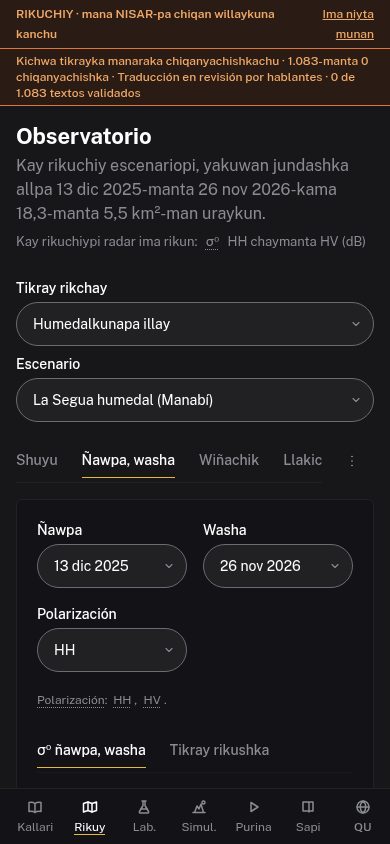 RIKUCHIY · mana NISAR-pa chiqan willaykuna kanchu
Ima niyta munan
Kichwa tikrayka manaraka chiqanyachishkachu · 1.083-manta 0
chiqanyachishka · Traducción en revisión por hablantes · 0 de
1.083 textos validados
Observatorio
Kay rikuchiy escenariopi, yakuwan jundashka
allpa 13 dic 2025-manta 26 nov 2026-kama
18,3-manta 5,5 km²-man uraykun.
Kay rikuchiypi radar ima rikun: σº HH chaymanta HV (dB)
Tikray rikchay
Humedalkunapa illay
Escenario
La Segua humedal (Manabí)
Shuyu Ñawpa, washa Wiñachik Llakic ⋮
Ñawpa Washa
13 dic 2025 26 nov 2026
Polarización
HH
Polarización: HH , HV .
σº ñawpa, washa Tikray rikushka
Kallari Rikuy Lab. Simul. Purina Sapi QU